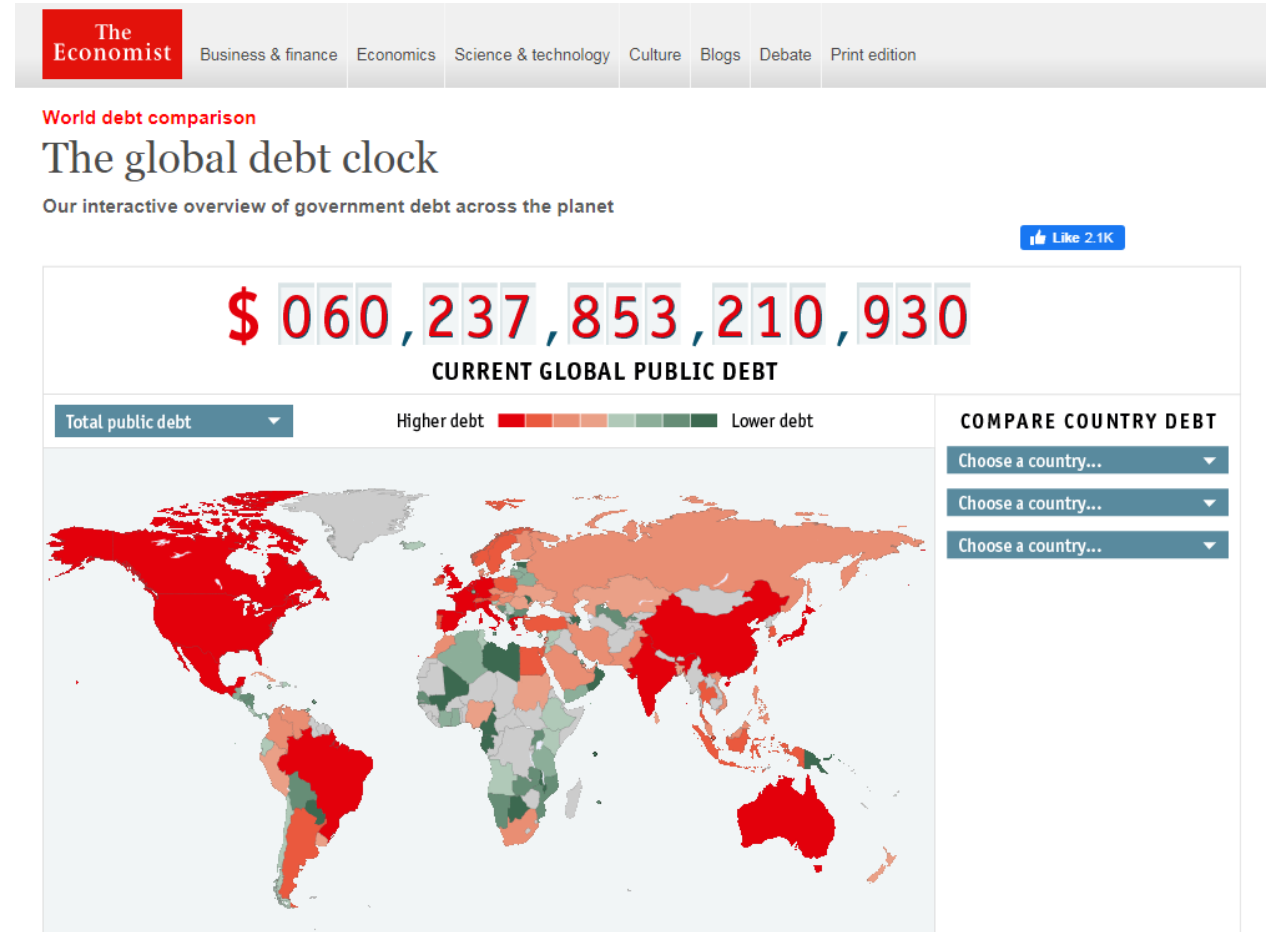 The
Economist
Business & finance Economics Science & technology Culture Blogs Debate Print edition
World debt comparison
The global debt clock
Our interactive overview of government debt across the planet
Like 2.1K
$ 060,237,853,210,930
CURRENT GLOBAL PUBLIC DEBT
Total public debt
Higher debt Lower debt
COMPARE COUNTRY DEBT
Choose a country...
Choose a country...
Choose a country...